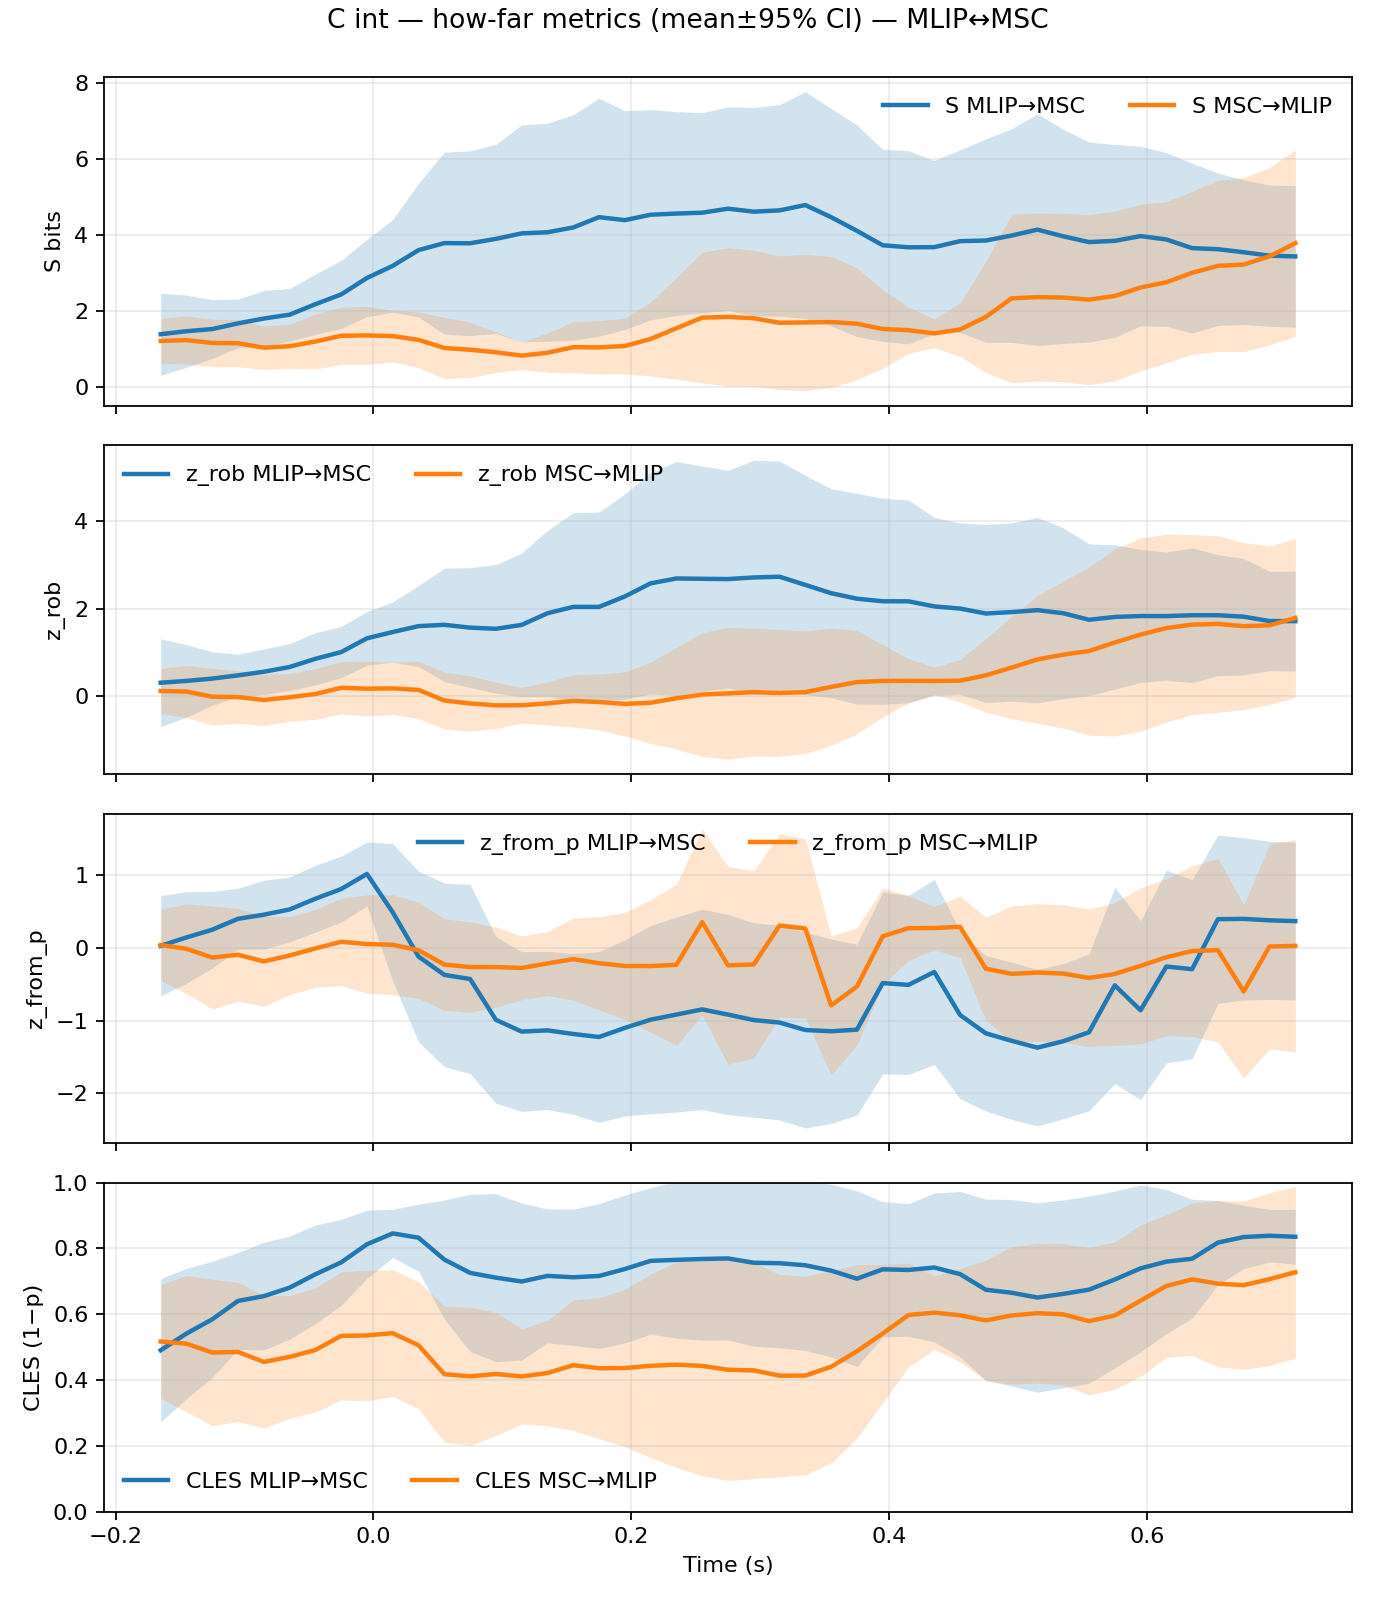 C int — how-far metrics (mean±95% CI) — MLIP↔MSC
8
6
4
2
0
S bits
S MLIP→MSC
S MSC→MLIP
4
2
0
z_rob
z_rob MLIP→MSC
z_rob MSC→MLIP
1
0
−1
−2
z_from_p
z_from_p MLIP→MSC
z_from_p MSC→MLIP
1.0
0.8
0.6
0.4
0.2
0.0
CLES (1−p)
CLES MLIP→MSC
CLES MSC→MLIP
−0.2
0.0
0.2
0.4
0.6
Time (s)